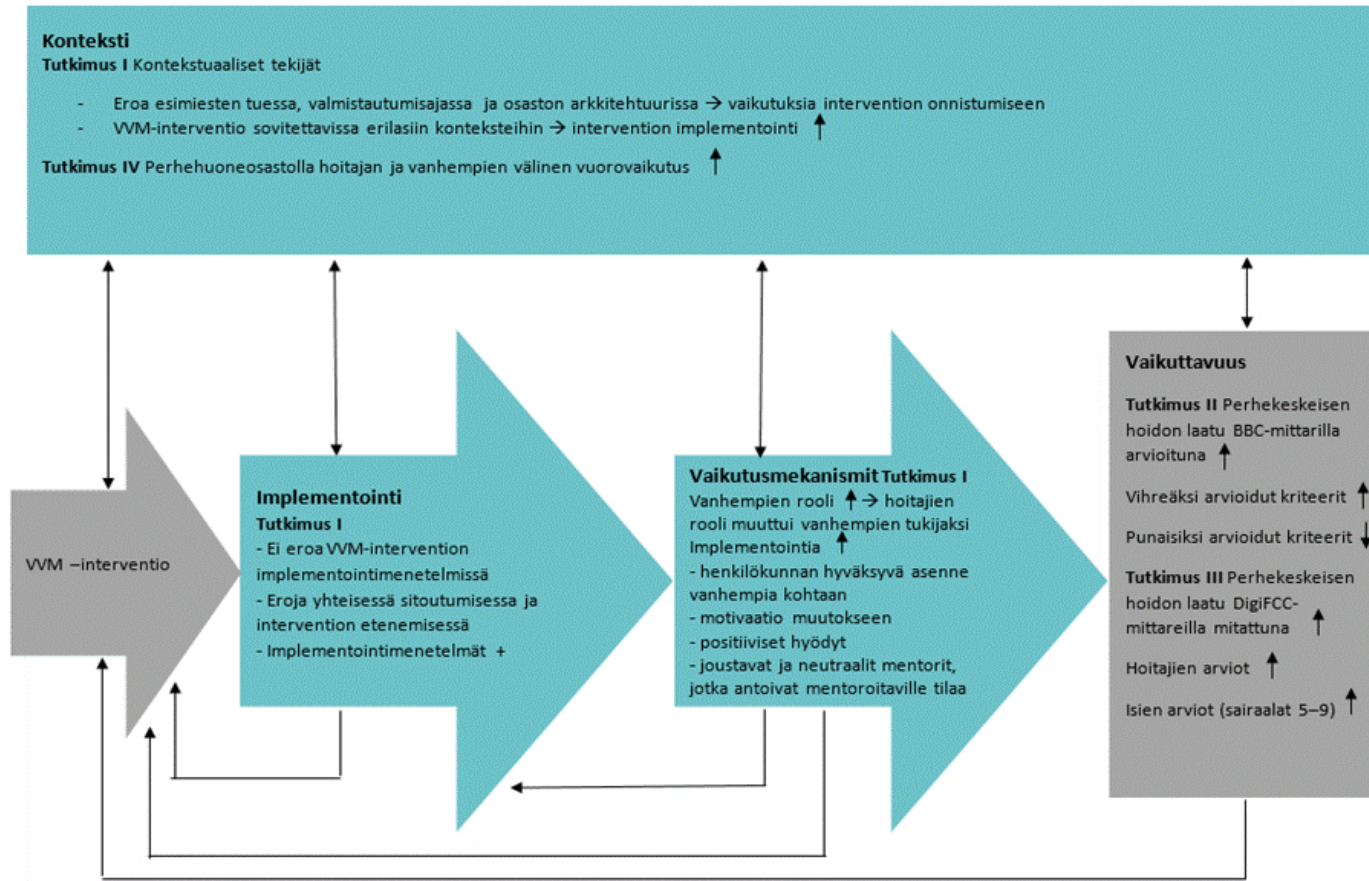 Konteksti
Tutkimus I Kontekstuaaliset tekijät
- Eroa esimiesten tuessa, valmistautumisajassa ja osaston arkkitehtuurissa → vaikutuksia intervention onnistumiseen
- VVM-interventio sovitettavissa erilasiin konteksteihin → intervention implementointi ↑
Tutkimus IV Perhehuoneosastolla hoitajan ja vanhempien välinen vuorovaikutus ↑
VVM –interventio
Implementointi
Tutkimus I
- Ei eroa VVM-intervention
implementointimenetelmissä
- Eroja yhteisessä sitoutumisessa ja
intervention etenemisessä
- Implementointimenetelmät +
Vaikutusmekanismit Tutkimus I
Vanhempien rooli ↑ → hoitajien
rooli muuttui vanhempien tukijaksi
Implementointia ↑
- henkilökunnan hyväksyvä asenne
vanhempia kohtaan
- motivaatio muutokseen
- positiiviset hyödyt
- joustavat ja neutraalit mentorit,
jotka antoivat mentoroitaville tilaa
Vaikuttavuus
Tutkimus II Perhekeskeisen
hoidon laatu BBC-mittarilla
arvioituna ↑
Vihreäksi arvioidut kriteerit ↑
Punaisiksi arvioidut kriteerit ↓
Tutkimus III Perhekeskeisen
hoidon laatu DigiFCC-
mittareilla mitattuna ↑
Hoitajien arviot ↑
Isien arviot (sairaalat 5–9) ↑